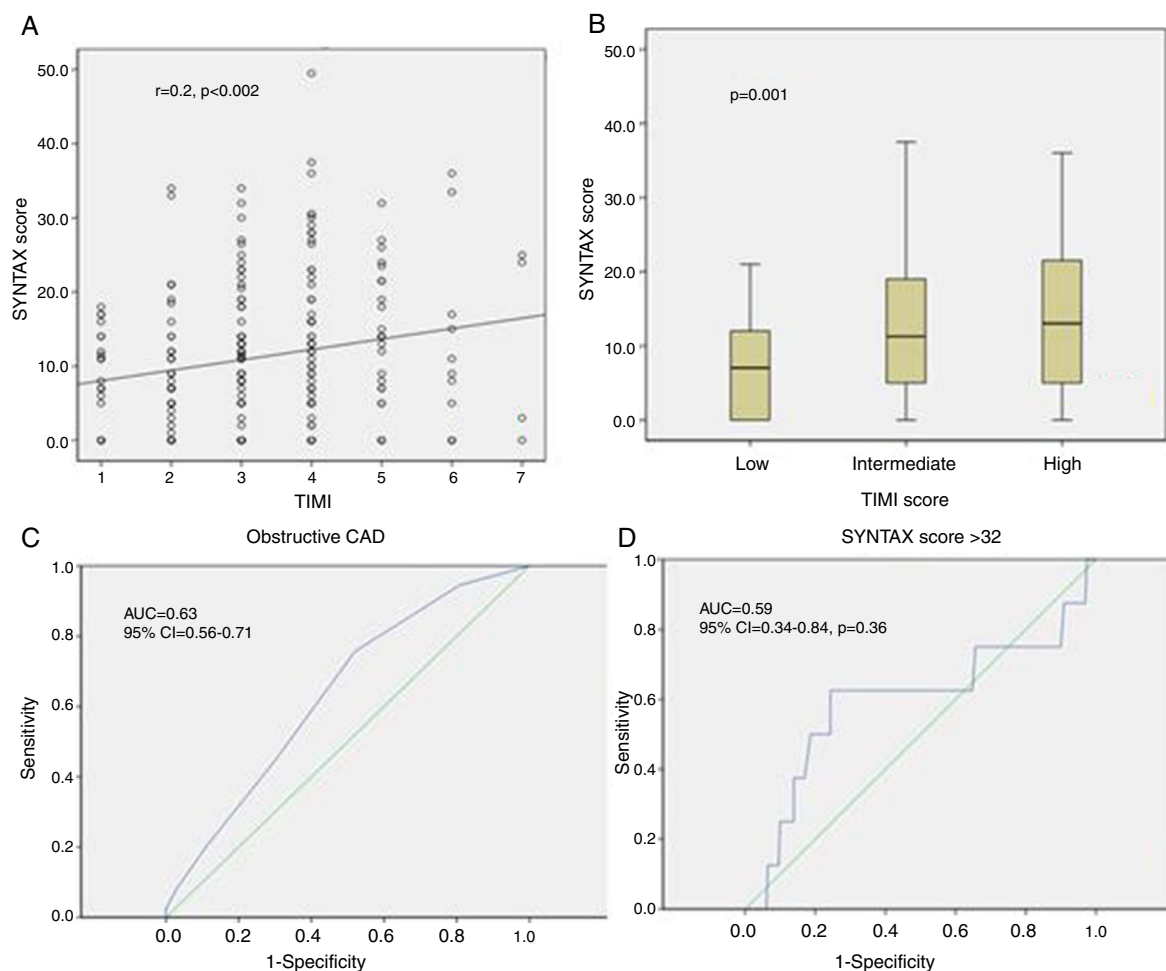 A
r=0.2, p<0.002
SYNTAX score
50.0
40.0
30.0
20.0
10.0
0.0
1 2 3 4 5 6 7
TIMI
B
p=0.001
SYNTAX score
50.0
40.0
30.0
20.0
10.0
0.0
Low Intermediate High
TIMI score
C
Obstructive CAD
AUC=0.63
95% CI=0.56-0.71
Sensitivity
1.0
0.8
0.6
0.4
0.2
0.0
0.0 0.2 0.4 0.6 0.8 1.0
1-Specificity
D
SYNTAX score >32
AUC=0.59
95% CI=0.34-0.84, p=0.36
Sensitivity
1.0
0.8
0.6
0.4
0.2
0.0
0.0 0.2 0.4 0.6 0.8 1.0
1-Specificity